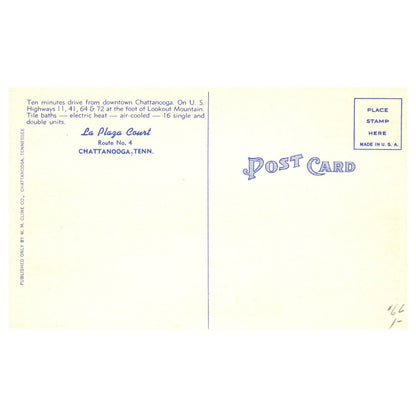 Ten minutes drive from downtown Chattanooga. On U. S.
Highways 11, 41, 64 & 72 at the foot of Lookout Mountain.
Tile baths — electric heat — air-cooled — 16 single and
double units.
La Plaza Court
Route No. 4
CHATTANOOGA, TENN.
PUBLISHED ONLY BY W. M. CLINE CO., CHATTANOOGA, TENNESSEE
POST CARD
PLACE
STAMP
HERE
MADE IN U. S. A.